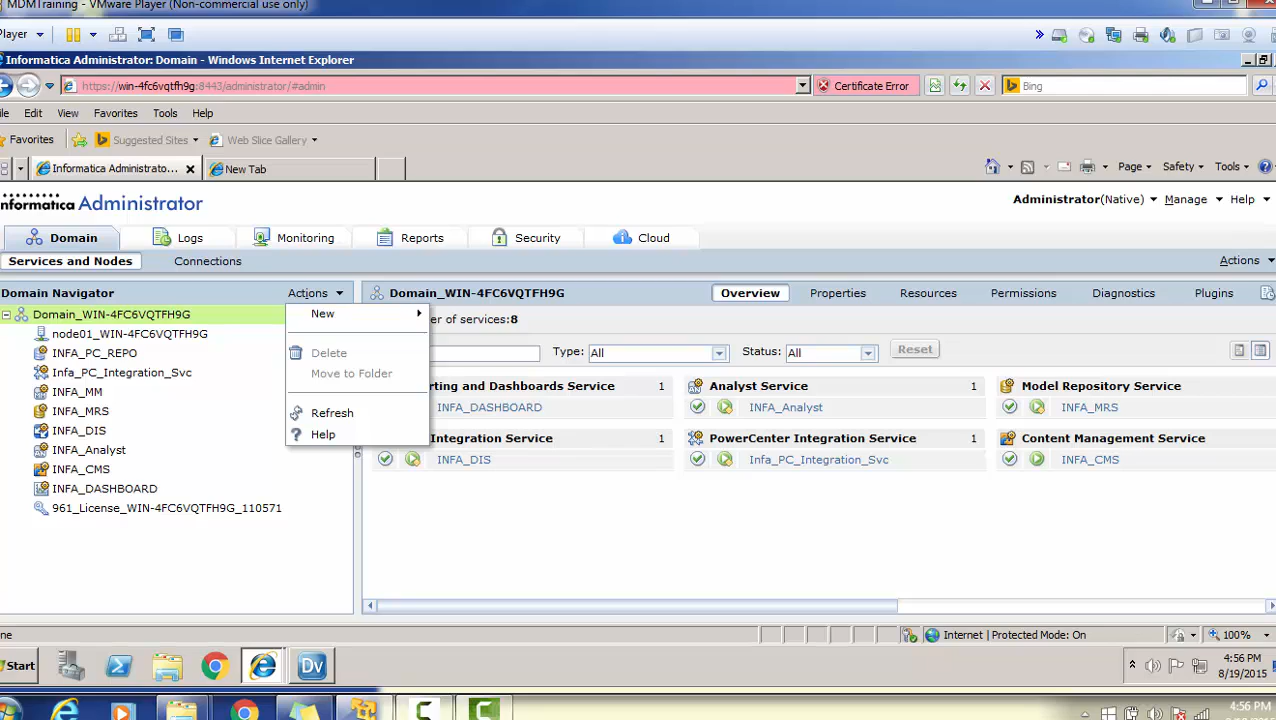 MDMTraining - VMware Player (Non-commercial use only)
Player
Informatica Administrator: Domain - Windows Internet Explorer
https://win-4fc6vqtfh9g:8443/administrator/#admin
Certificate Error
Bing
ile Edit View Favorites Tools Help
Favorites Suggested Sites Web Slice Gallery
Informatica Administrato... New Tab
Page Safety Tools
nformatica Administrator
Administrator(Native) Manage Help
Domain Logs Monitoring Reports Security Cloud
Services and Nodes Connections
Actions
Domain Navigator Actions
Domain_WIN-4FC6VQTFH9G
Overview Properties Resources Permissions Diagnostics Plugins
Domain_WIN-4FC6VQTFH9G
node01_WIN-4FC6VQTFH9G
INFA_PC_REPO
Infa_PC_Integration_Svc
INFA_MM
INFA_MRS
INFA_DIS
INFA_Analyst
INFA_CMS
INFA_DASHBOARD
961_License_WIN-4FC6VQTFH9G_110571
New
Delete
Move to Folder
Refresh
Help
er of services:8
Type: All Status: All Reset
rting and Dashboards Service 1
INFA_DASHBOARD
Analyst Service 1
INFA_Analyst
Model Repository Service
INFA_MRS
Integration Service 1
INFA_DIS
PowerCenter Integration Service 1
Infa_PC_Integration_Svc
Content Management Service
INFA_CMS
ne
Internet | Protected Mode: On
100%
Start
Dv
4:56 PM
8/19/2015
4:56 PM